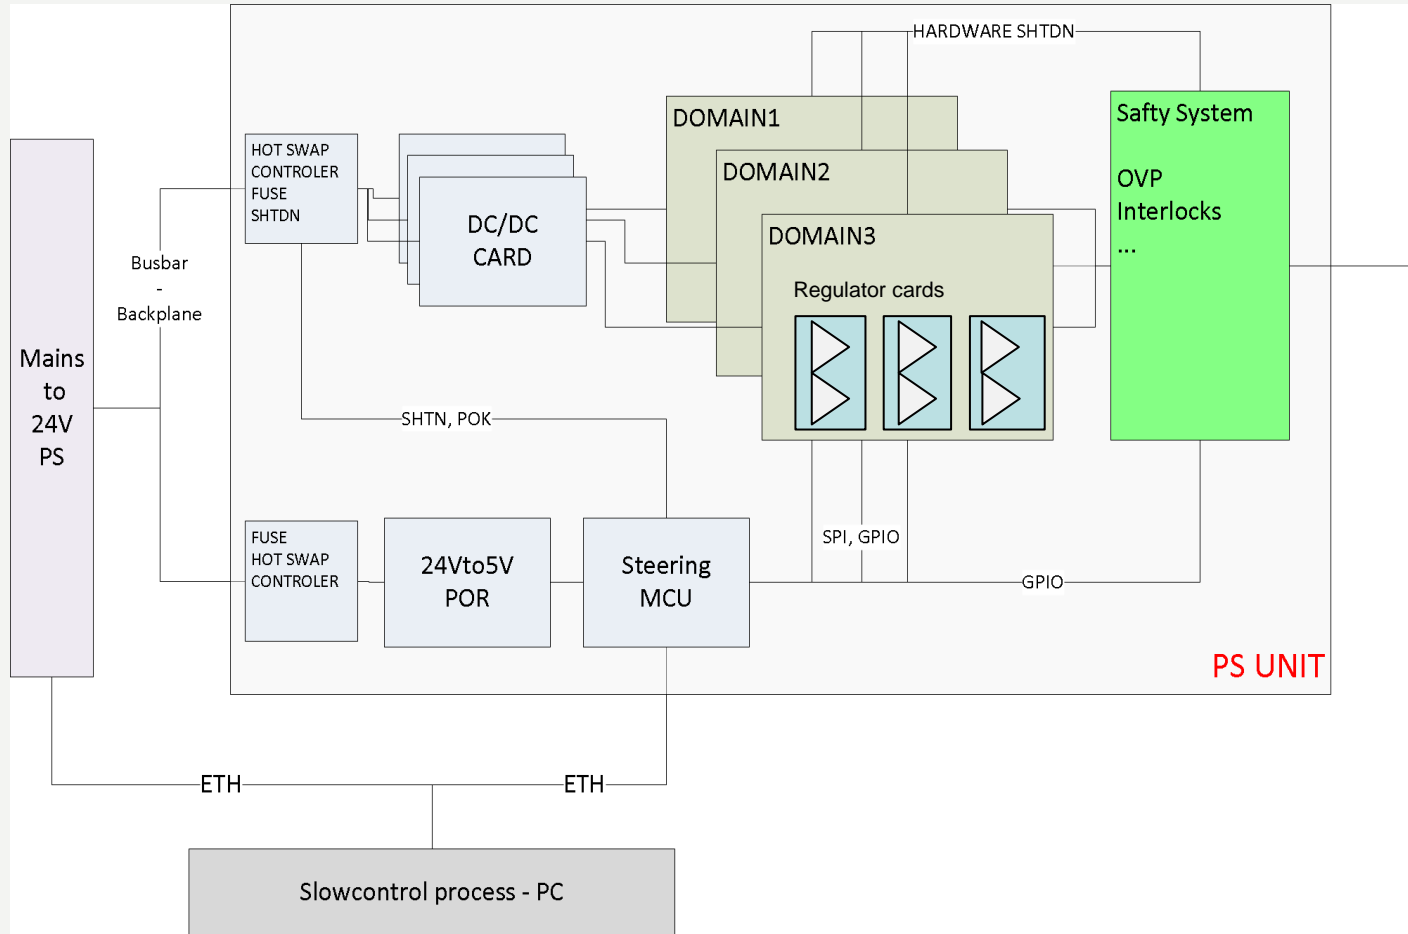 HARDWARE SHTDN
Mains
to
24V
PS
Busbar
-
Backplane
HOT SWAP
CONTROLER
FUSE
SHTDN
DC/DC
CARD
DOMAIN1
DOMAIN2
DOMAIN3
Regulator cards
Safty System
OVP
Interlocks
...
SHTN, POK
FUSE
HOT SWAP
CONTROLER
24Vto5V
POR
Steering
MCU
SPI, GPIO
GPIO
PS UNIT
ETH
ETH
Slowcontrol process - PC